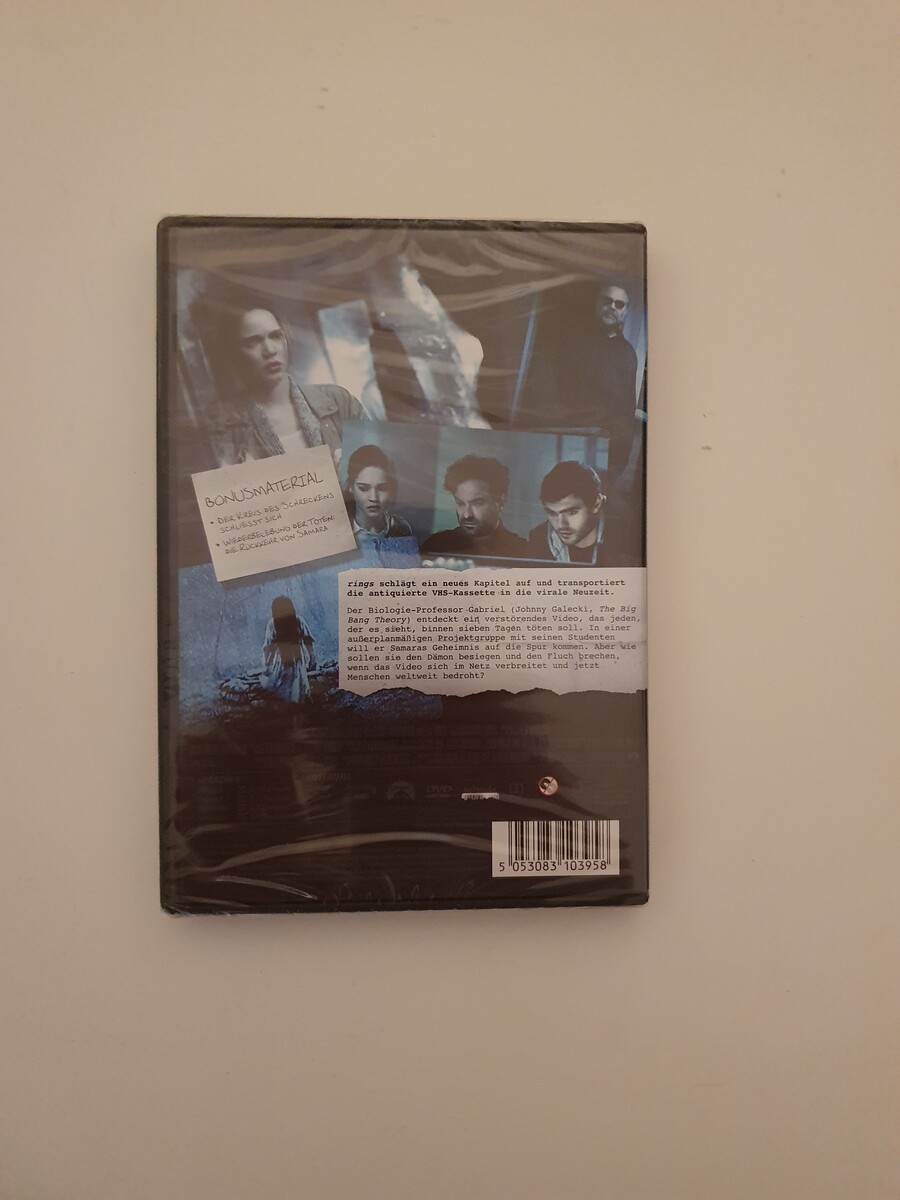 BONUSMATERIAL
• DER KREIS DES SCHRECKENS
SCHLIESST SICH
• WIEDERBELEBUNG DER TOTEN:
DIE RÜCKKEHR VON SAMARA
rings schlägt ein neues Kapitel auf und transportiert
die antiquierte VHS-Kassette in die virale Neuzeit.
Der Biologie-Professor Gabriel (Johnny Galecki, The Big
Bang Theory) entdeckt ein verstörendes Video, das jeden,
der es sieht, binnen sieben Tagen töten soll. In einer
außerplanmäßigen Projektgruppe mit seinen Studenten
will er Samaras Geheimnis auf die Spur kommen. Aber wie
sollen sie den Dämon besiegen und den Fluch brechen,
wenn das Video sich im Netz verbreitet und jetzt
Menschen weltweit bedroht?
DVD
5 053083 103958